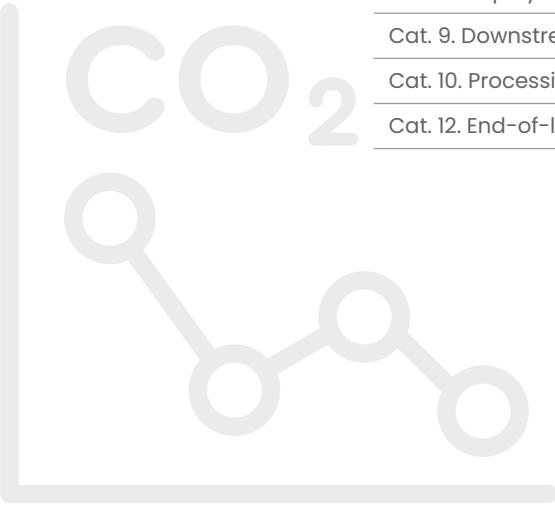 CO2
Cat. 9. Downstre
Cat. 10. Processi
Cat. 12. End-of-l